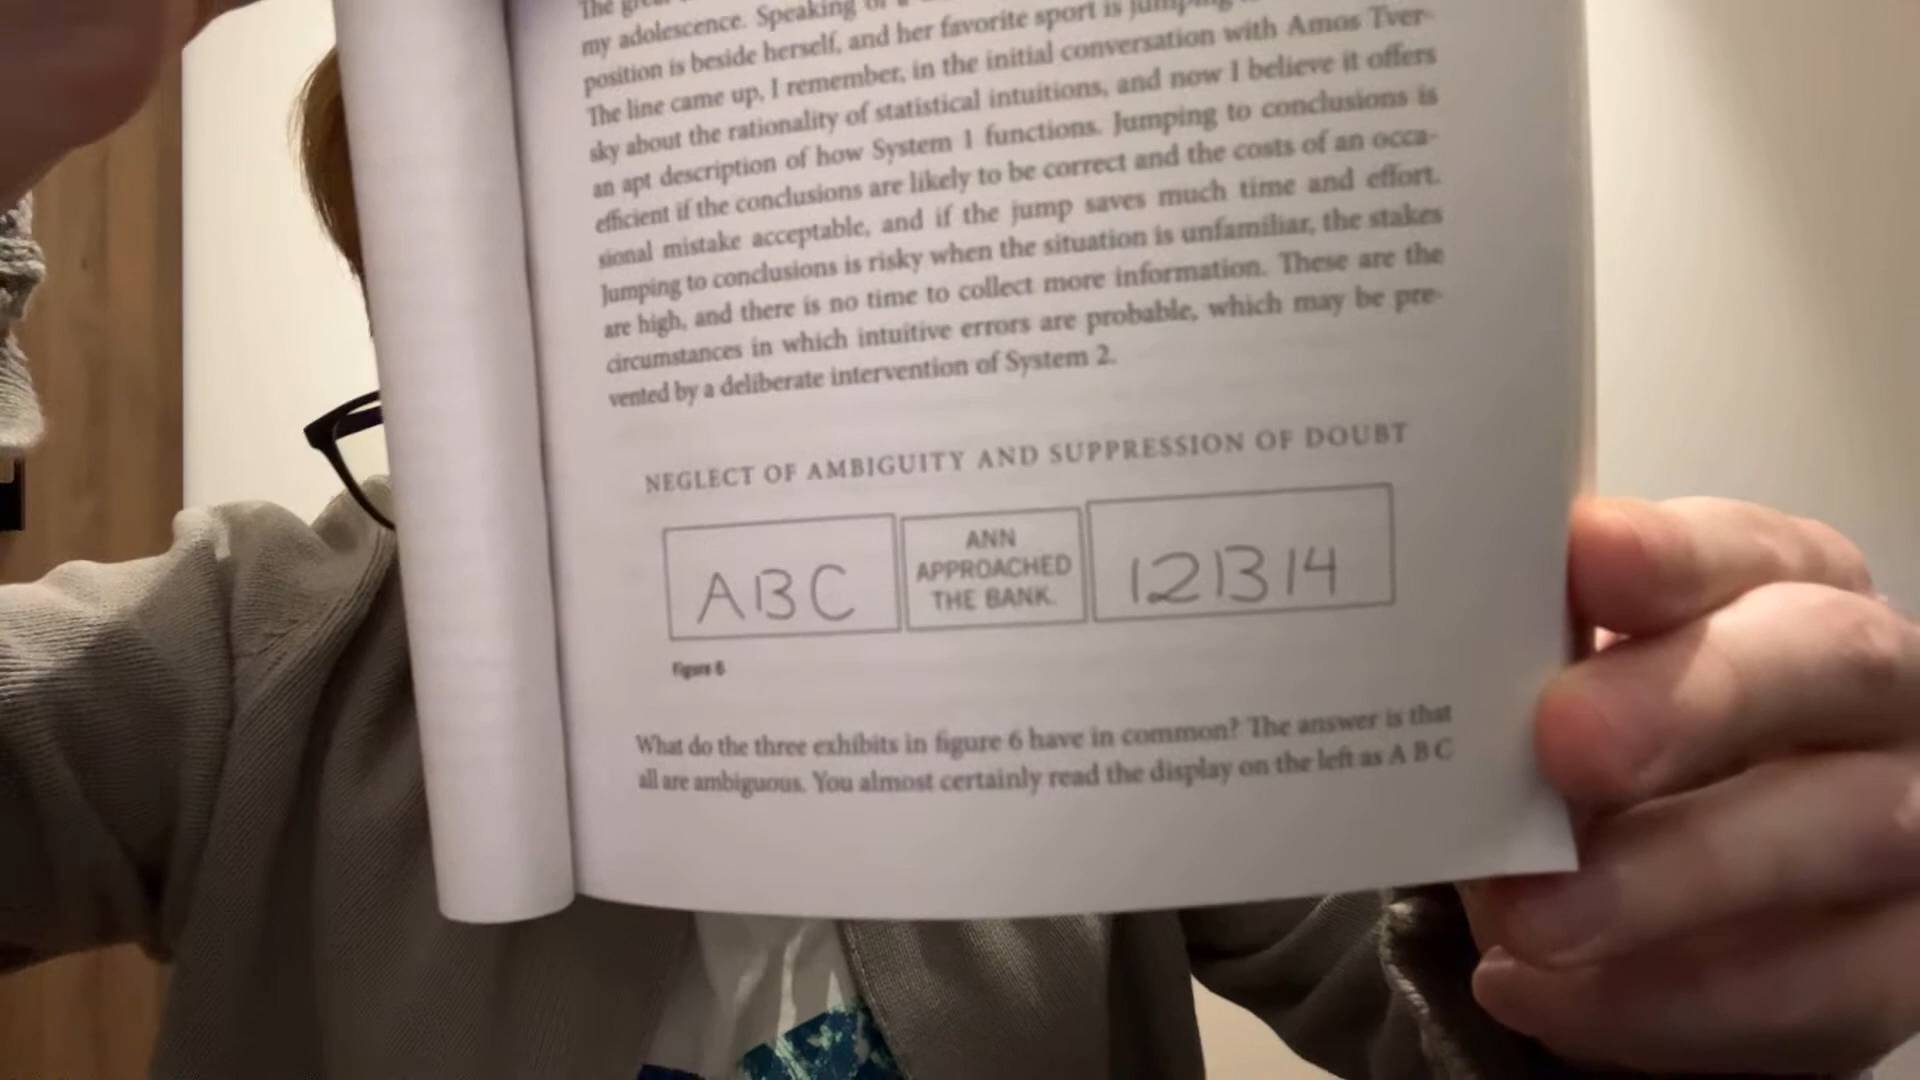 The
my adolescence. Speaking of a
position is beside herself, and her favorite sport is jumping
The line came up, I remember, in the initial conversation with Amos Tver-
sky about the rationality of statistical intuitions, and now I believe it offers
an apt description of how System 1 functions. Jumping to conclusions is
efficient if the conclusions are likely to be correct and the costs of an occa-
sional mistake acceptable, and if the jump saves much time and effort.
Jumping to conclusions is risky when the situation is unfamiliar, the stakes
are high, and there is no time to collect more information. These are the
circumstances in which intuitive errors are probable, which may be pre-
vented by a deliberate intervention of System 2.
NEGLECT OF AMBIGUITY AND SUPPRESSION OF DOUBT
A B C
ANN
APPROACHED
THE BANK.
12 13 14
Figure 6
What do the three exhibits in figure 6 have in common? The answer is that
all are ambiguous. You almost certainly read the display on the left as A B C